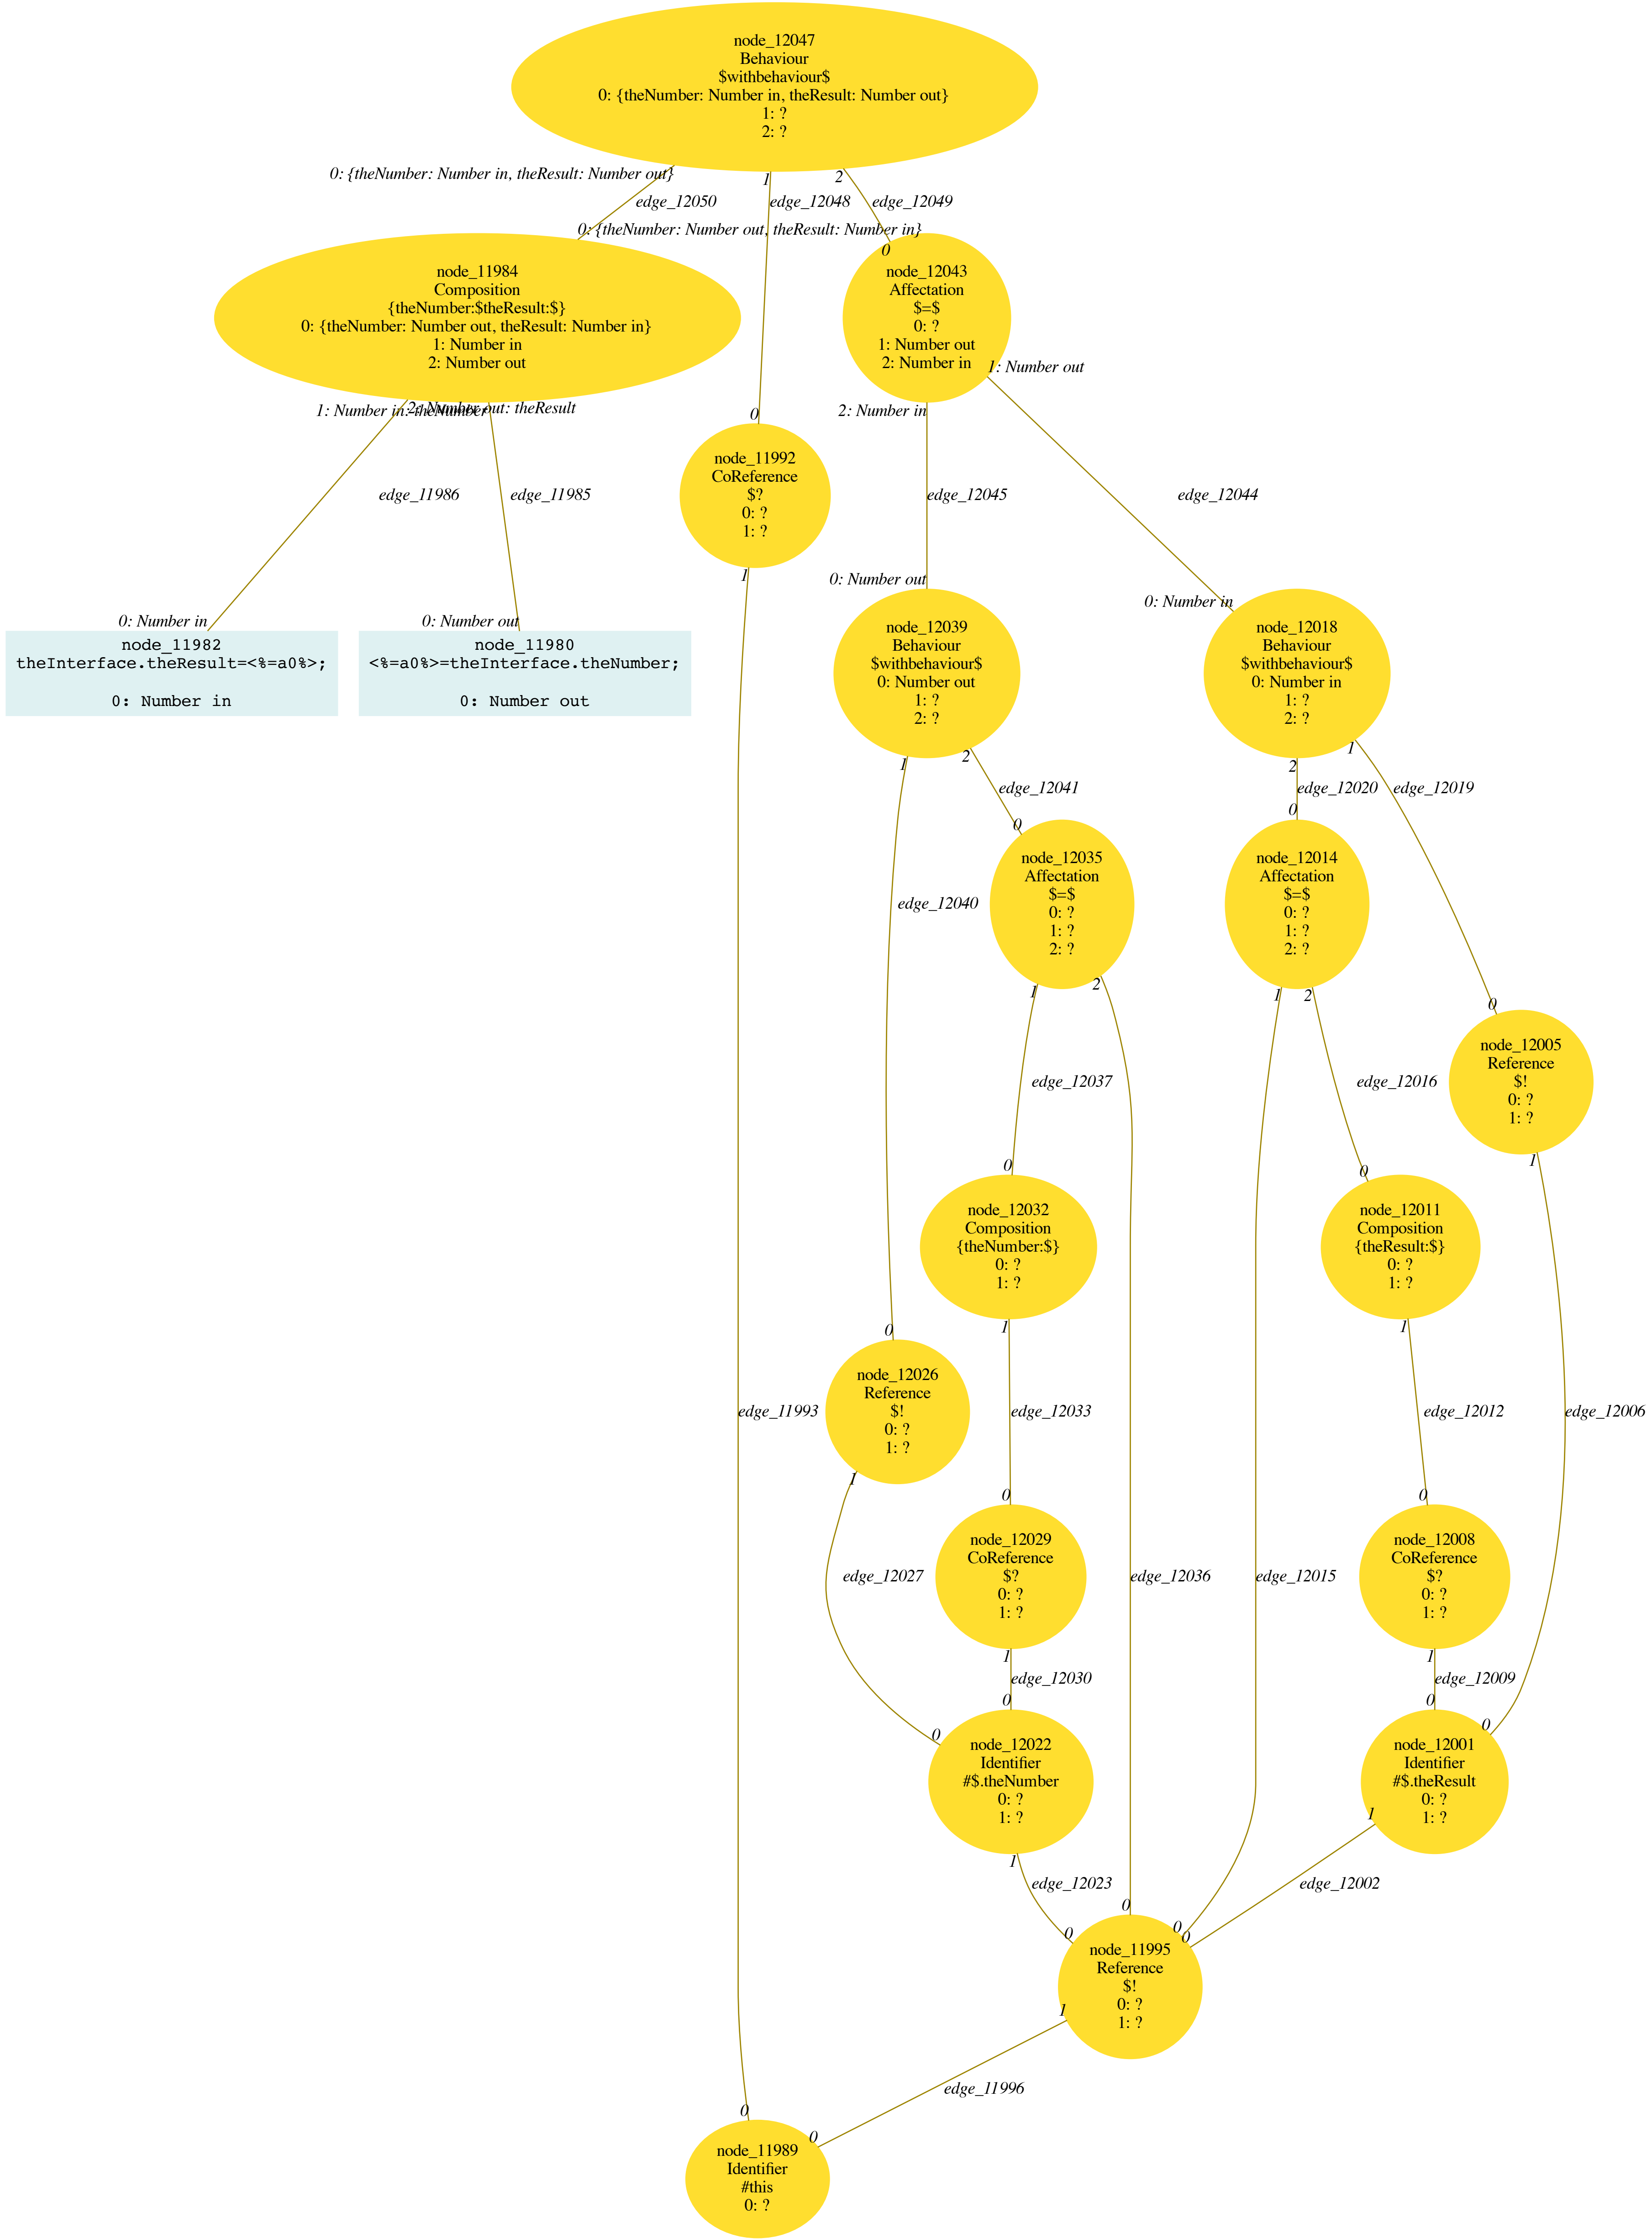 node_12047
Behaviour
$withbehaviour$
0: {theNumber: Number in, theResult: Number out}
1: ?
2: ?
0: {theNumber: Number in, theResult: Number out}
1
2
edge_12050
edge_12048
edge_12049
0: {theNumber: Number out, theResult: Number in}
0
node_11984
Composition
{theNumber:$theResult:$}
0: {theNumber: Number out, theResult: Number in}
1: Number in
2: Number out
node_12043
Affectation
$=$
0: ?
1: Number out
2: Number in
1: Number out
1: Number in: theNumber
2: Number out: theResult
0
2: Number in
node_11992
CoReference
$?
0: ?
1: ?
edge_11986
edge_11985
edge_12045
edge_12044
1
0: Number out
0: Number in
0: Number in
0: Number out
node_11982
theInterface.theResult=<%=a0%>;
0: Number in
node_11980
<%=a0%>=theInterface.theNumber;
0: Number out
node_12039
Behaviour
$withbehaviour$
0: Number out
1: ?
2: ?
node_12018
Behaviour
$withbehaviour$
0: Number in
1: ?
2: ?
1
2
2
1
edge_12041
edge_12020
edge_12019
0
0
node_12035
Affectation
$=$
0: ?
1: ?
2: ?
node_12014
Affectation
$=$
0: ?
1: ?
2: ?
edge_12040
1
2
1
2
0
node_12005
Reference
$!
0: ?
1: ?
edge_12037
edge_12016
0
0
1
node_12032
Composition
{theNumber:$}
0: ?
1: ?
node_12011
Composition
{theResult:$}
0: ?
1: ?
0
1
1
node_12026
Reference
$!
0: ?
1: ?
edge_11993
edge_12033
edge_12012
edge_12006
1
0
0
node_12029
CoReference
$?
0: ?
1: ?
node_12008
CoReference
$?
0: ?
1: ?
edge_12027
edge_12036
edge_12015
1
1
edge_12030
edge_12009
0
0
0
0
node_12022
Identifier
#$.theNumber
0: ?
1: ?
node_12001
Identifier
#$.theResult
0: ?
1: ?
1
1
edge_12023
edge_12002
0
0
0
0
node_11995
Reference
$!
0: ?
1: ?
1
edge_11996
0
0
node_11989
Identifier
#this
0: ?